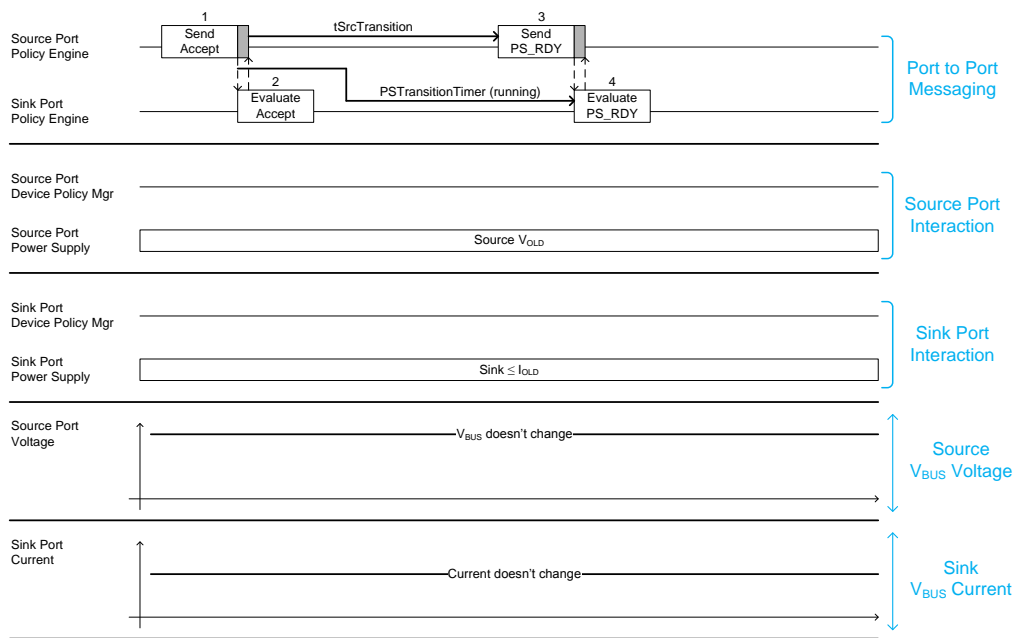 1
3
Send
Accept
tSrcTransition
Send
PS_RDY
Source Port
Policy Engine
2
4
Evaluate
Accept
PSTransitionTimer (running)
Evaluate
PS_RDY
Sink Port
Policy Engine
Port to Port
Messaging
Source Port
Device Policy Mgr
Source Port
Power Supply
Source VOLD
Source Port
Interaction
Sink Port
Device Policy Mgr
Sink Port
Power Supply
Sink ≤ IOLD
Sink Port
Interaction
Source Port
Voltage
VBUS doesn't change
Source
VBUS Voltage
Sink Port
Current
Current doesn't change
Sink
VBUS Current